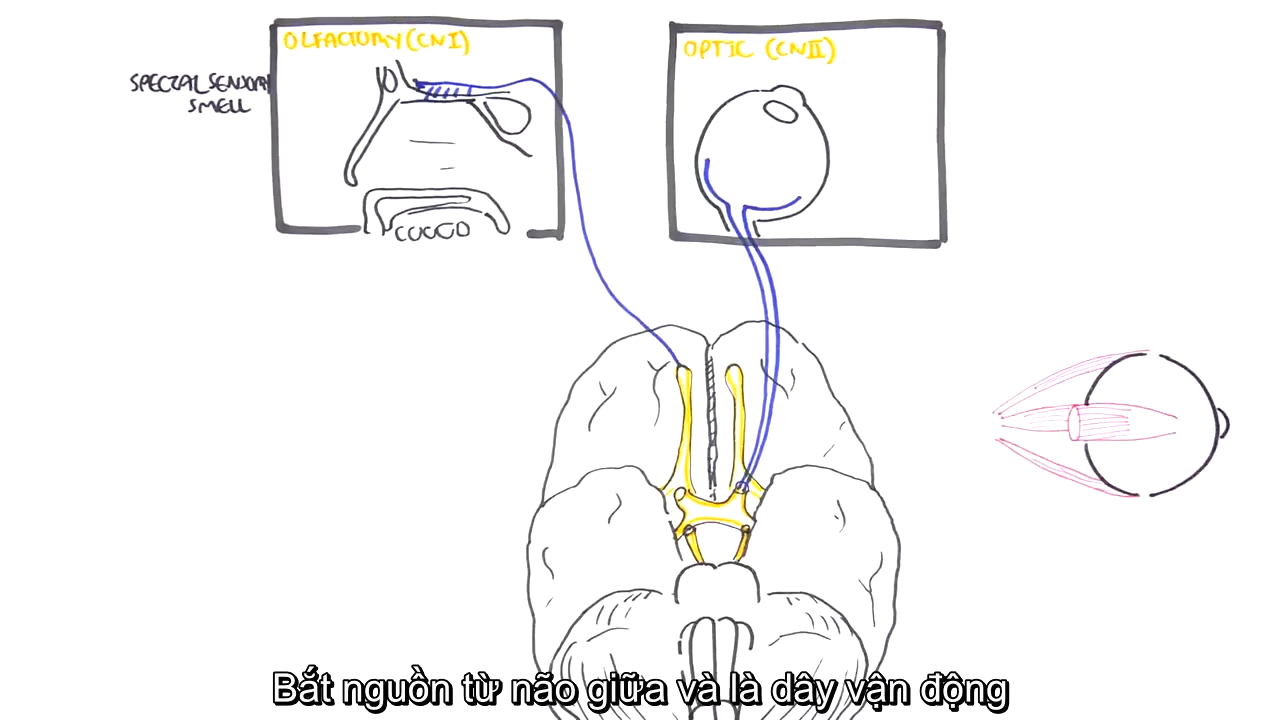 OLFACTORY (CN I)
SPECIAL SENSORY
SMELL
OPTIC (CN II)
Bắt nguồn từ não giữa và là dây vận động